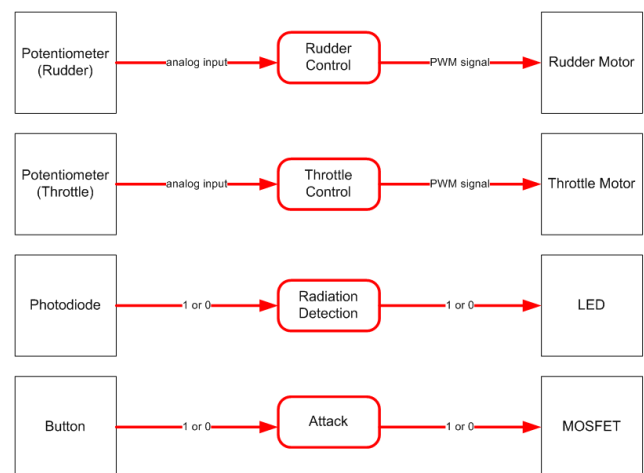 Potentiometer
(Rudder)
analog input
Rudder
Control
PWM signal
Rudder Motor
Potentiometer
(Throttle)
analog input
Throttle
Control
PWM signal
Throttle Motor
Photodiode
1 or 0
Radiation
Detection
1 or 0
LED
Button
1 or 0
Attack
1 or 0
MOSFET